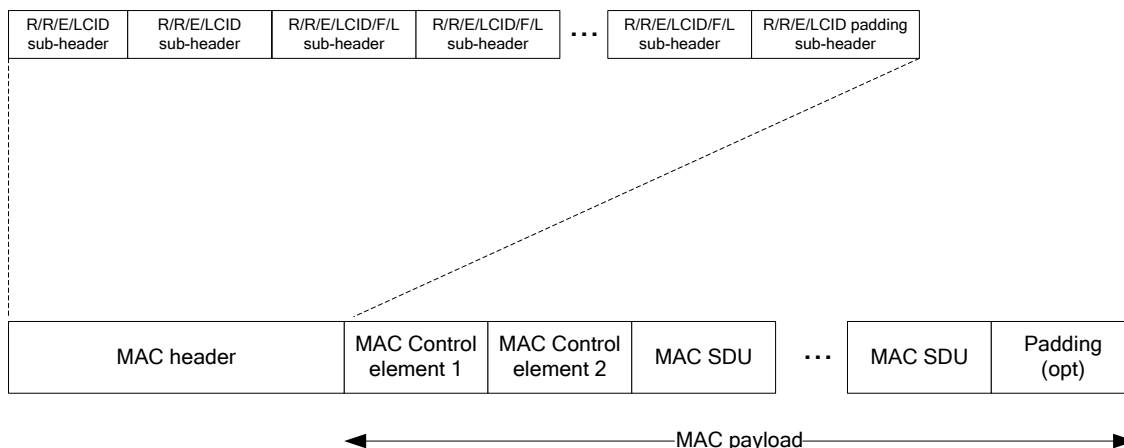 R/R/E/LCID
sub-header
R/R/E/LCID
sub-header
R/R/E/LCID/F/L
sub-header
R/R/E/LCID/F/L
sub-header
...
R/R/E/LCID/F/L
sub-header
R/R/E/LCID padding
sub-header
MAC header
MAC Control
element 1
MAC Control
element 2
MAC SDU
...
MAC SDU
Padding
(opt)
MAC payload